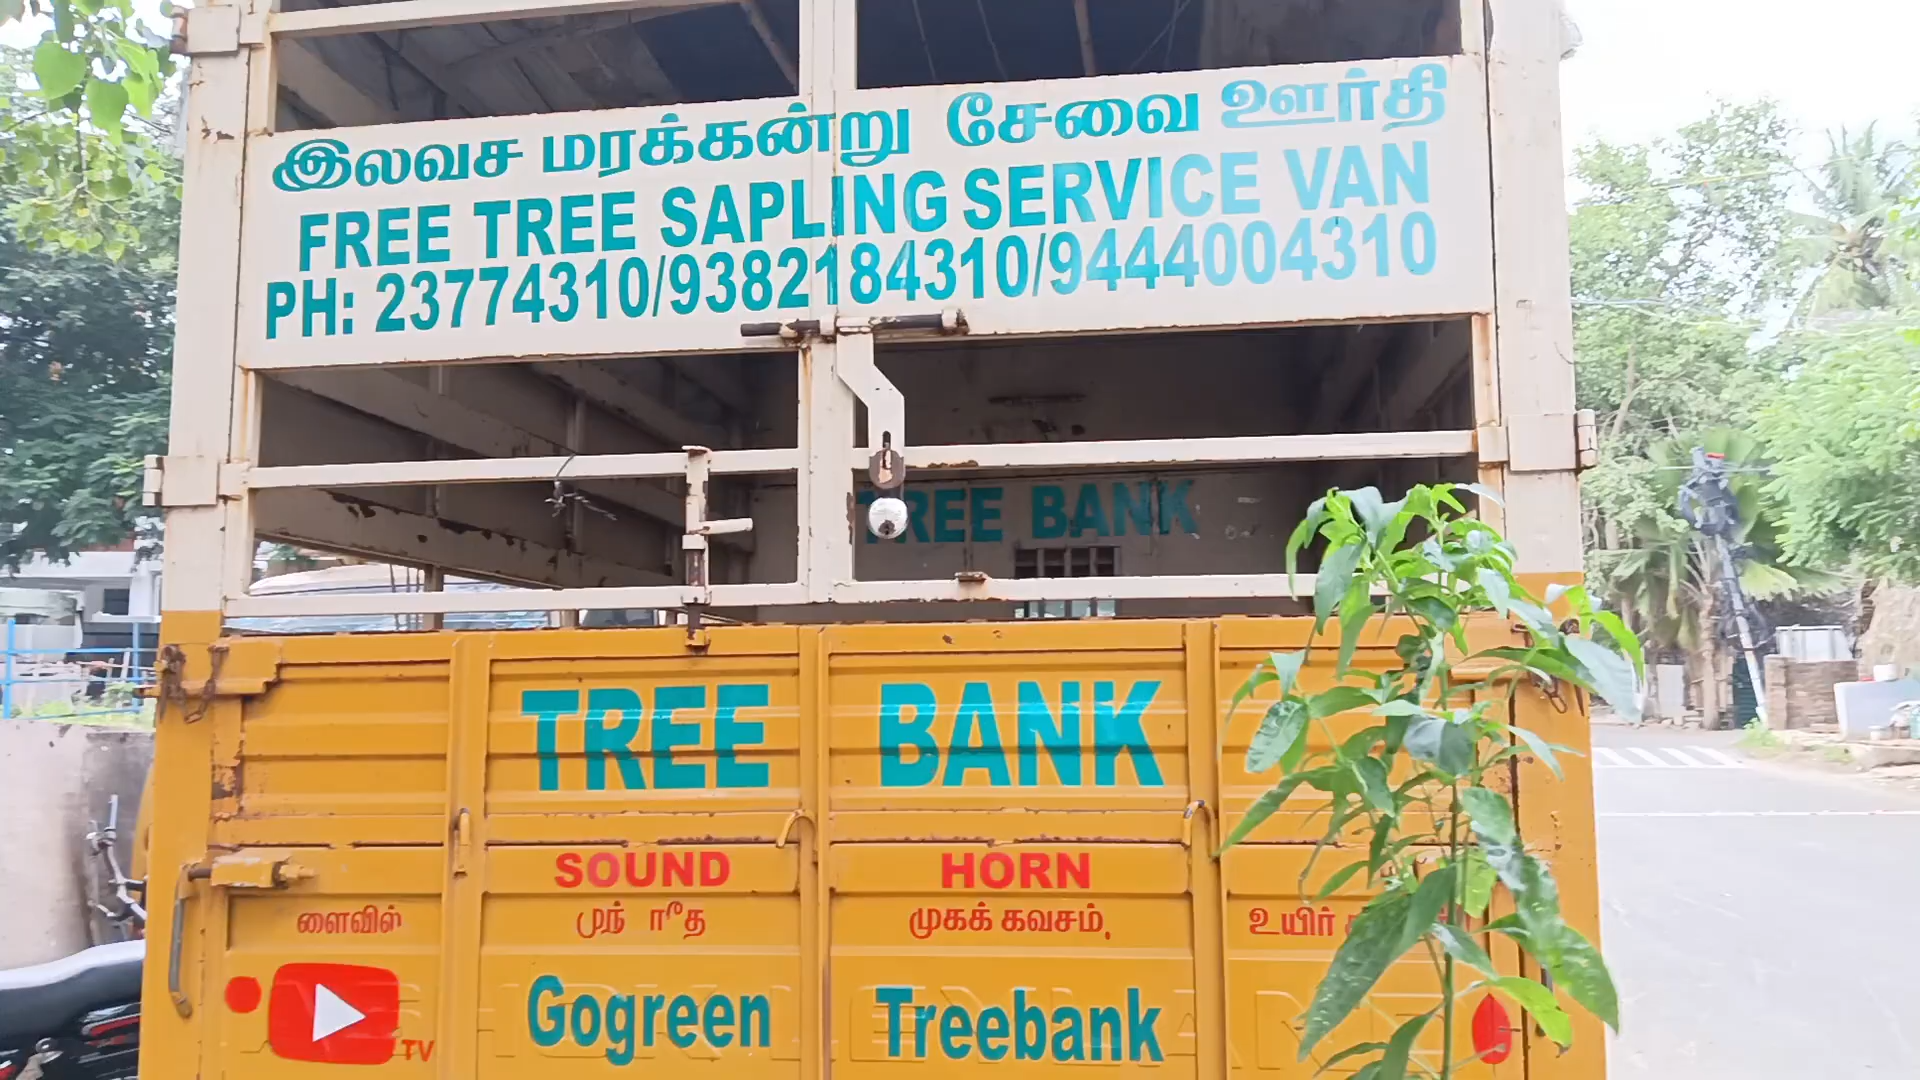 இலவச மரக்கன்று சேவை ஊர்தி
FREE TREE SAPLING SERVICE VAN
PH: 23774310/9382184310/9444004310
TREE BANK
TREE BANK
SOUND HORN
முகக் கவசம். உயிர்
TV Gogreen Treebank